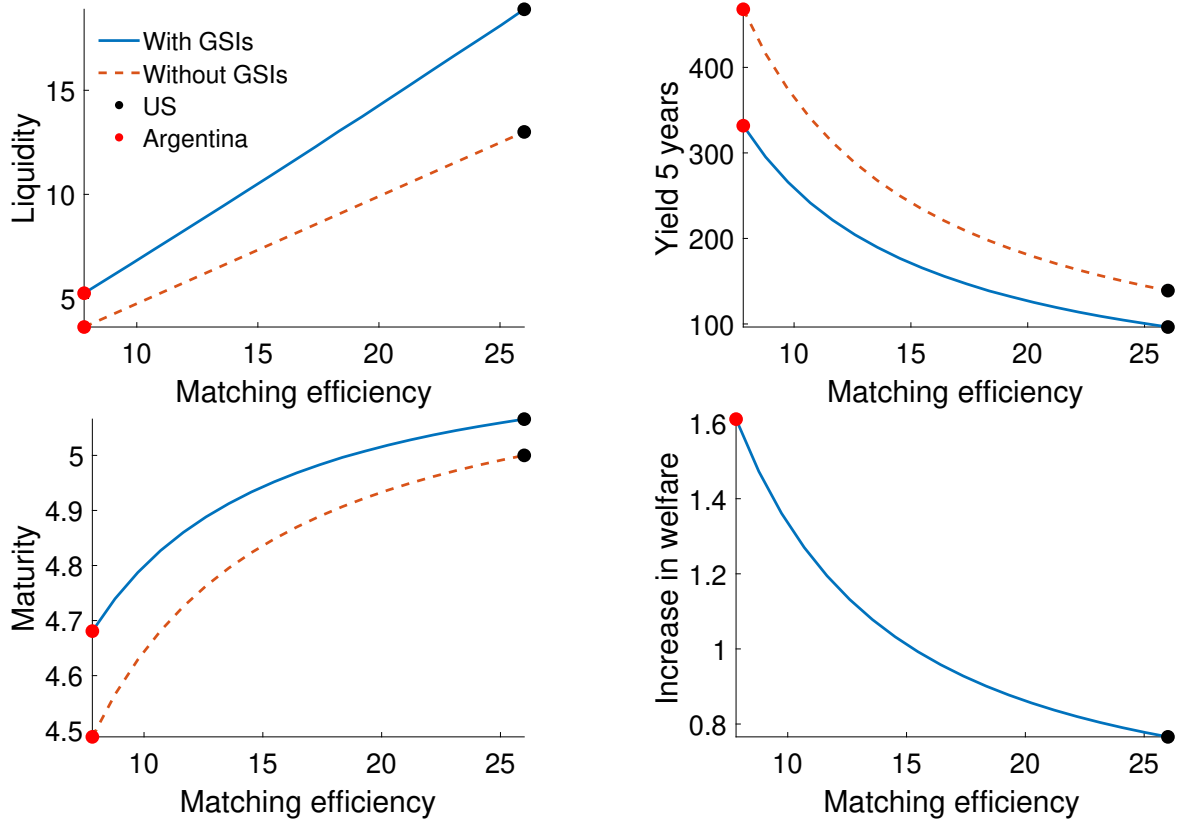 With GSIs
Without GSIs
US
Argentina
Liquidity
15
10
5
10
15
20
25
Matching efficiency
Yield 5 years
400
300
200
100
10
15
20
25
Matching efficiency
Maturity
5
4.9
4.8
4.7
4.6
4.5
10
15
20
25
Matching efficiency
Increase in welfare
1.6
1.4
1.2
1
0.8
10
15
20
25
Matching efficiency